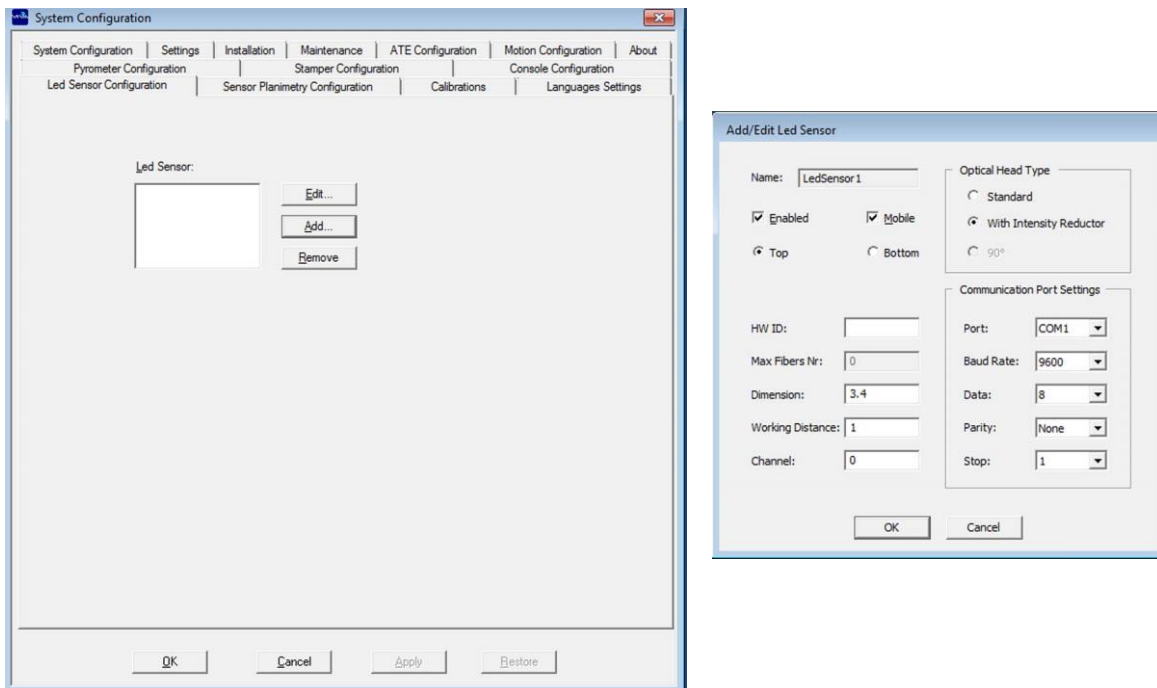 System Configuration
System Configuration Settings Installation Maintenance ATE Configuration Motion Configuration About
Pyrometer Configuration Stamper Configuration Console Configuration
Led Sensor Configuration Sensor Planimetry Configuration Calibrations Languages Settings
Led Sensor:
Edit...
Add...
Remove
OK Cancel Apply Restore
Add/Edit Led Sensor
Name: LedSensor1
Enabled Mobile
Top Bottom
HW ID:
Max Fibers Nr: 0
Dimension: 3.4
Working Distance: 1
Channel: 0
Optical Head Type
Standard
With Intensity Reductor
90°
Communication Port Settings
Port: COM1
Baud Rate: 9600
Data: 8
Parity: None
Stop: 1
OK Cancel